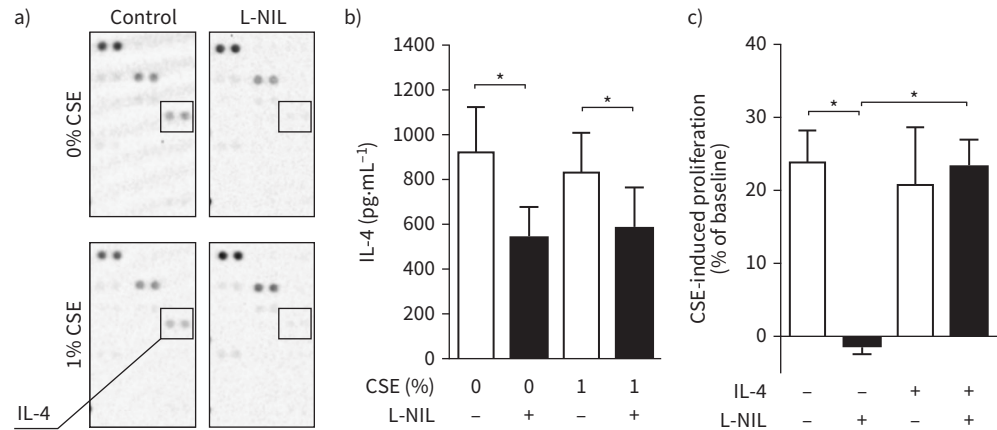 a)
Control L-NIL
0% CSE
1% CSE
IL-4
b)
1400
1200
1000
800
600
400
200
0
IL-4 (pg·mL⁻¹)
* *
CSE (%) 0 0 1 1
L-NIL – + – +
c)
40
30
20
10
0
CSE-induced proliferation
(% of baseline)
* *
IL-4 – – + +
L-NIL – + – +